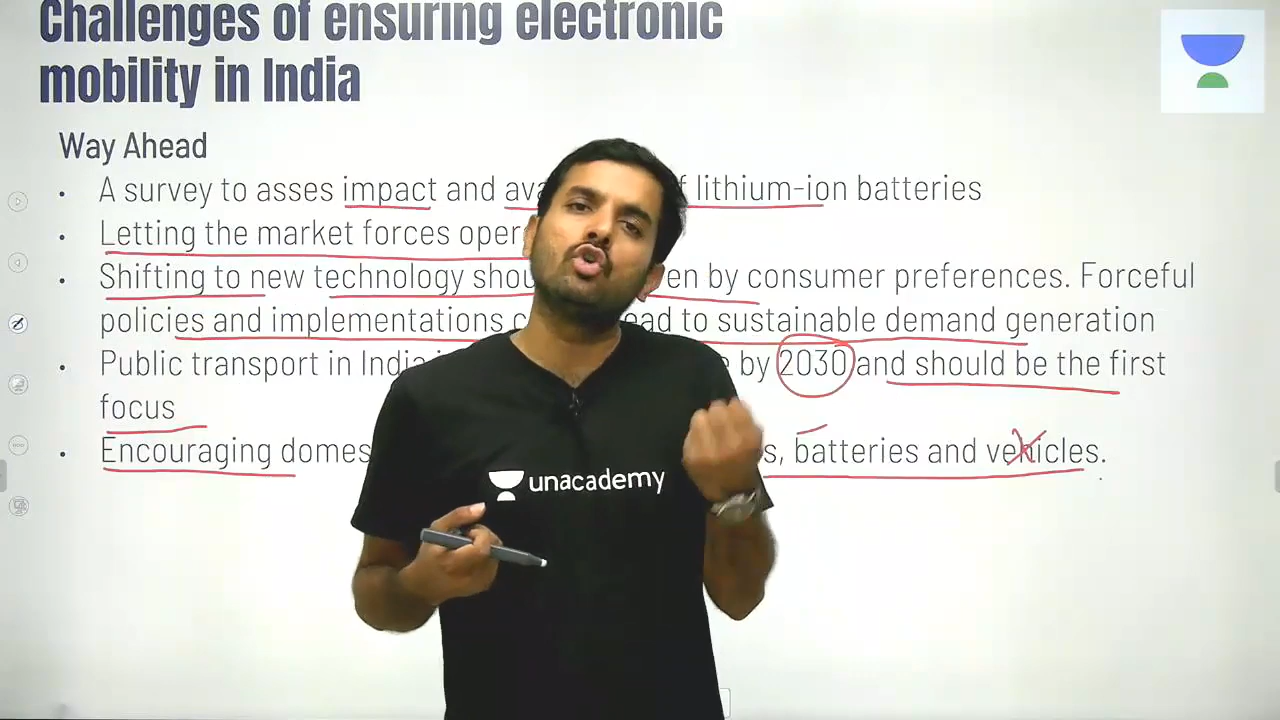 Challenges of ensuring electronic
mobility in India
Way Ahead
• A survey to asses impact and f lithium-ion batteries
• Letting the market forces oper
• Shifting to new technology shou en by consumer preferences. Forceful
policies and implementations c ead to sustainable demand generation
• Public transport in Indi by 2030 and should be the first
focus
• Encouraging domes s, batteries and vehicles.
unacademy